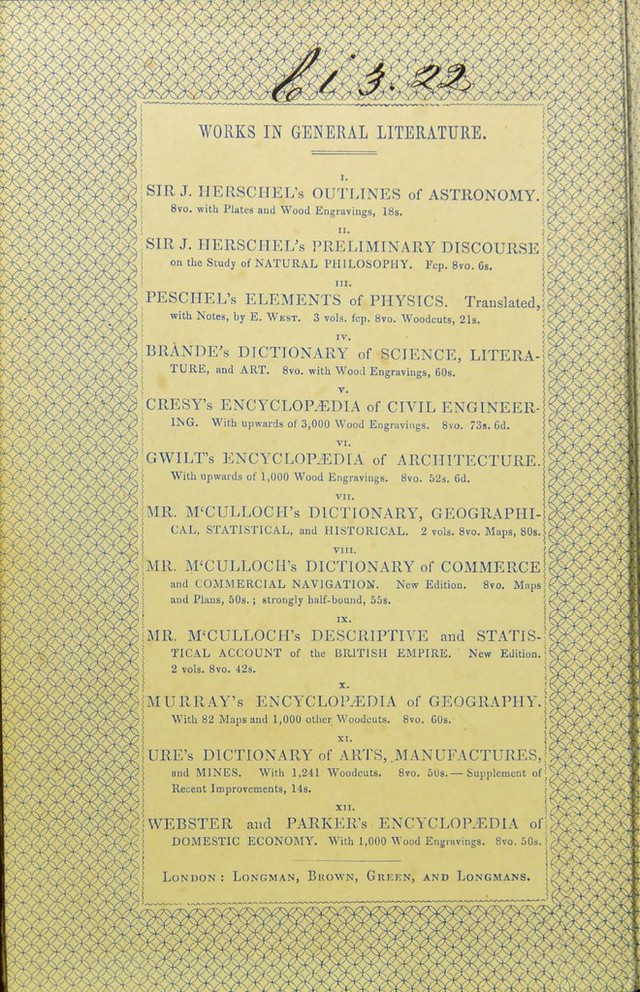 Ci 3. 22
WORKS IN GENERAL LITERATURE.
I.
SIR J. HERSCHEL's OUTLINES of ASTRONOMY.
8vo. with Plates and Wood Engravings, 18s.
II.
SIR J. HERSCHEL's PRELIMINARY DISCOURSE
on the Study of NATURAL PHILOSOPHY. Fcp. 8vo. 6s.
III.
PESCHEL's ELEMENTS of PHYSICS. Translated,
with Notes, by E. WEST. 3 vols. fcp. 8vo. Woodcuts, 21s.
IV.
BRANDE's DICTIONARY of SCIENCE, LITERA-
TURE, and ART. 8vo. with Wood Engravings, 60s.
V.
CRESY's ENCYCLOPÆDIA of CIVIL ENGINEER-
ING. With upwards of 3,000 Wood Engravings. 8vo. 73s. 6d.
VI.
GWILT's ENCYCLOPÆDIA of ARCHITECTURE.
With upwards of 1,000 Wood Engravings. 8vo. 52s. 6d.
VII.
MR. M‘CULLOCH's DICTIONARY, GEOGRAPHI-
CAL, STATISTICAL, and HISTORICAL. 2 vols. 8vo. Maps, 80s.
VIII.
MR. M‘CULLOCH's DICTIONARY of COMMERCE
and COMMERCIAL NAVIGATION. New Edition. 8vo. Maps
and Plans, 50s.; strongly half-bound, 55s.
IX.
MR. M‘CULLOCH's DESCRIPTIVE and STATIS-
TICAL ACCOUNT of the BRITISH EMPIRE. New Edition.
2 vols. 8vo. 42s.
X.
MURRAY's ENCYCLOPÆDIA of GEOGRAPHY.
With 82 Maps and 1,000 other Woodcuts. 8vo. 60s.
XI.
URE's DICTIONARY of ARTS, MANUFACTURES,
and MINES. With 1,241 Woodcuts. 8vo. 50s. — Supplement of
Recent Improvements, 14s.
XII.
WEBSTER and PARKER's ENCYCLOPÆDIA of
DOMESTIC ECONOMY. With 1,000 Wood Engravings. 8vo. 50s.
LONDON: LONGMAN, BROWN, GREEN, AND LONGMANS.